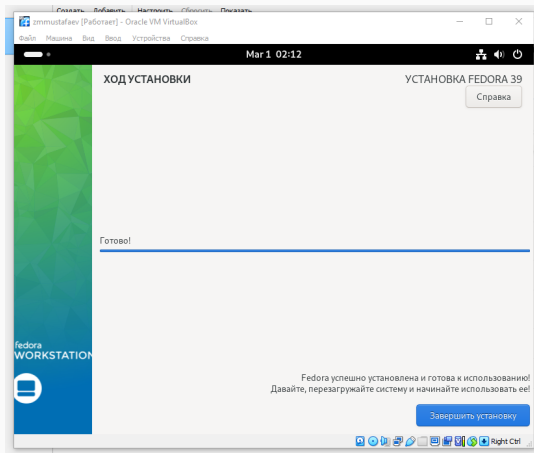 Создать Добавить Настроить Сбросить Показать
zmmustafaev [Работает] - Oracle VM VirtualBox
Файл Машина Вид Ввод Устройства Справка
Mar 1 02:12
ХОД УСТАНОВКИ
УСТАНОВКА FEDORA 39
Справка
Готово!
fedora
WORKSTATION
Fedora успешно установлена и готова к использованию!
Давайте, перезагружайте систему и начинайте использовать ее!
Завершить установку
Right Ctrl